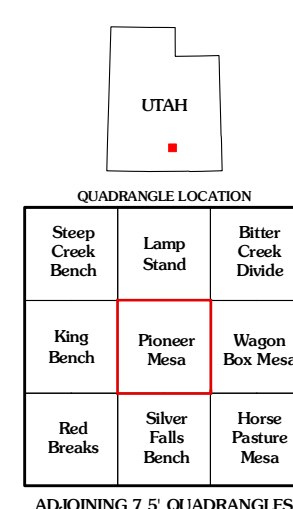 UTAH
QUADRANGLE LOCATION
Steep
Creek
Bench
Lamp
Stand
Bitter
Creek
Divide
King
Bench
Pioneer
Mesa
Wagon
Box Mesa
Red
Breaks
Silver
Falls
Bench
Horse
Pasture
Mesa
ADJOINING 7.5' QUADRANGLES